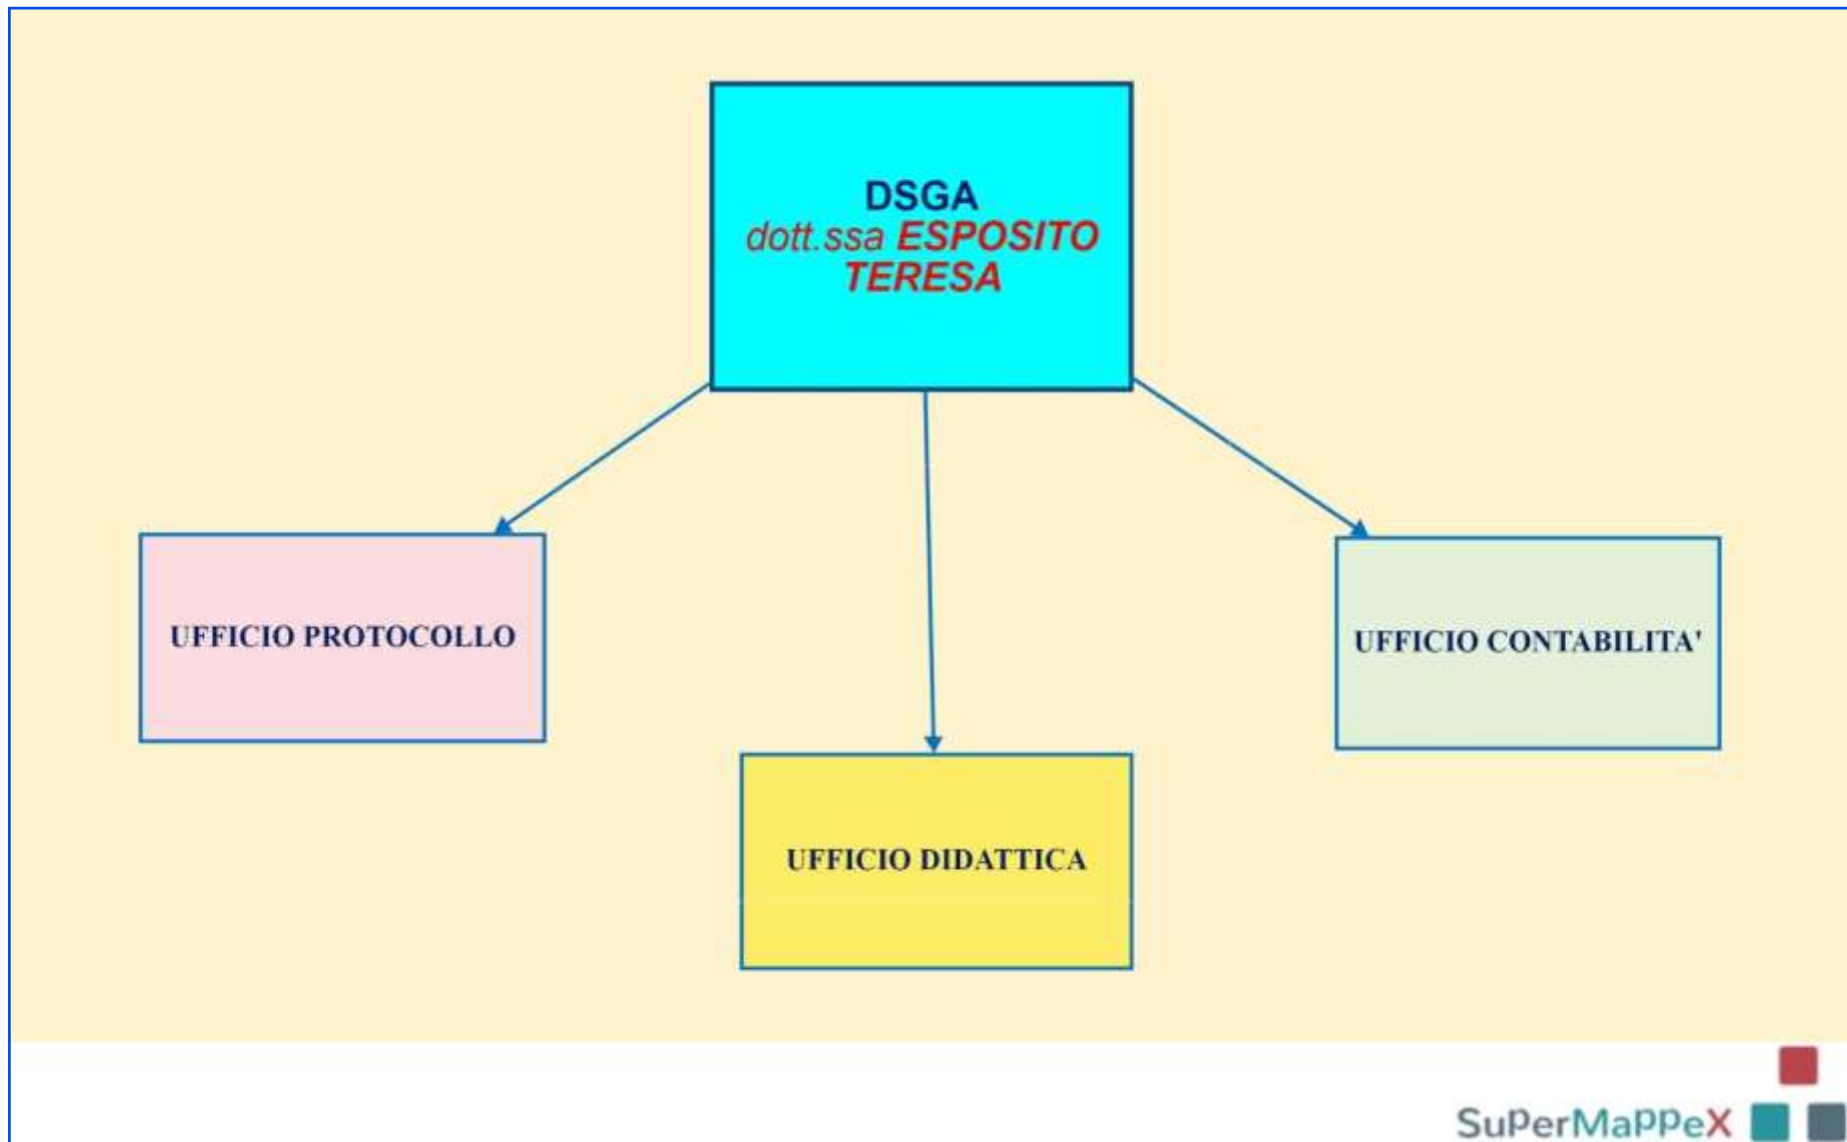 DSGA
dott.ssa ESPOSITO
TERESA
UFFICIO PROTOCOLLO
UFFICIO CONTABILITA'
UFFICIO DIDATTICA
SuPerMaPPeX